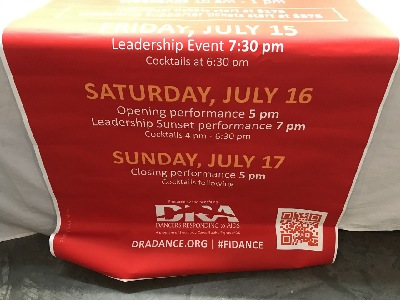 FRIDAY, JULY 15
Leadership Event 7:30 pm
Cocktails at 6:30 pm
SATURDAY, JULY 16
Opening performance 5 pm
Leadership Sunset performance 7 pm
Cocktails 4 pm - 6:30 pm
SUNDAY, JULY 17
Closing performance 5 pm
Cocktails following
DRA
DANCERS RESPONDING to AIDS
DRADANCE.ORG | #FIDANCE